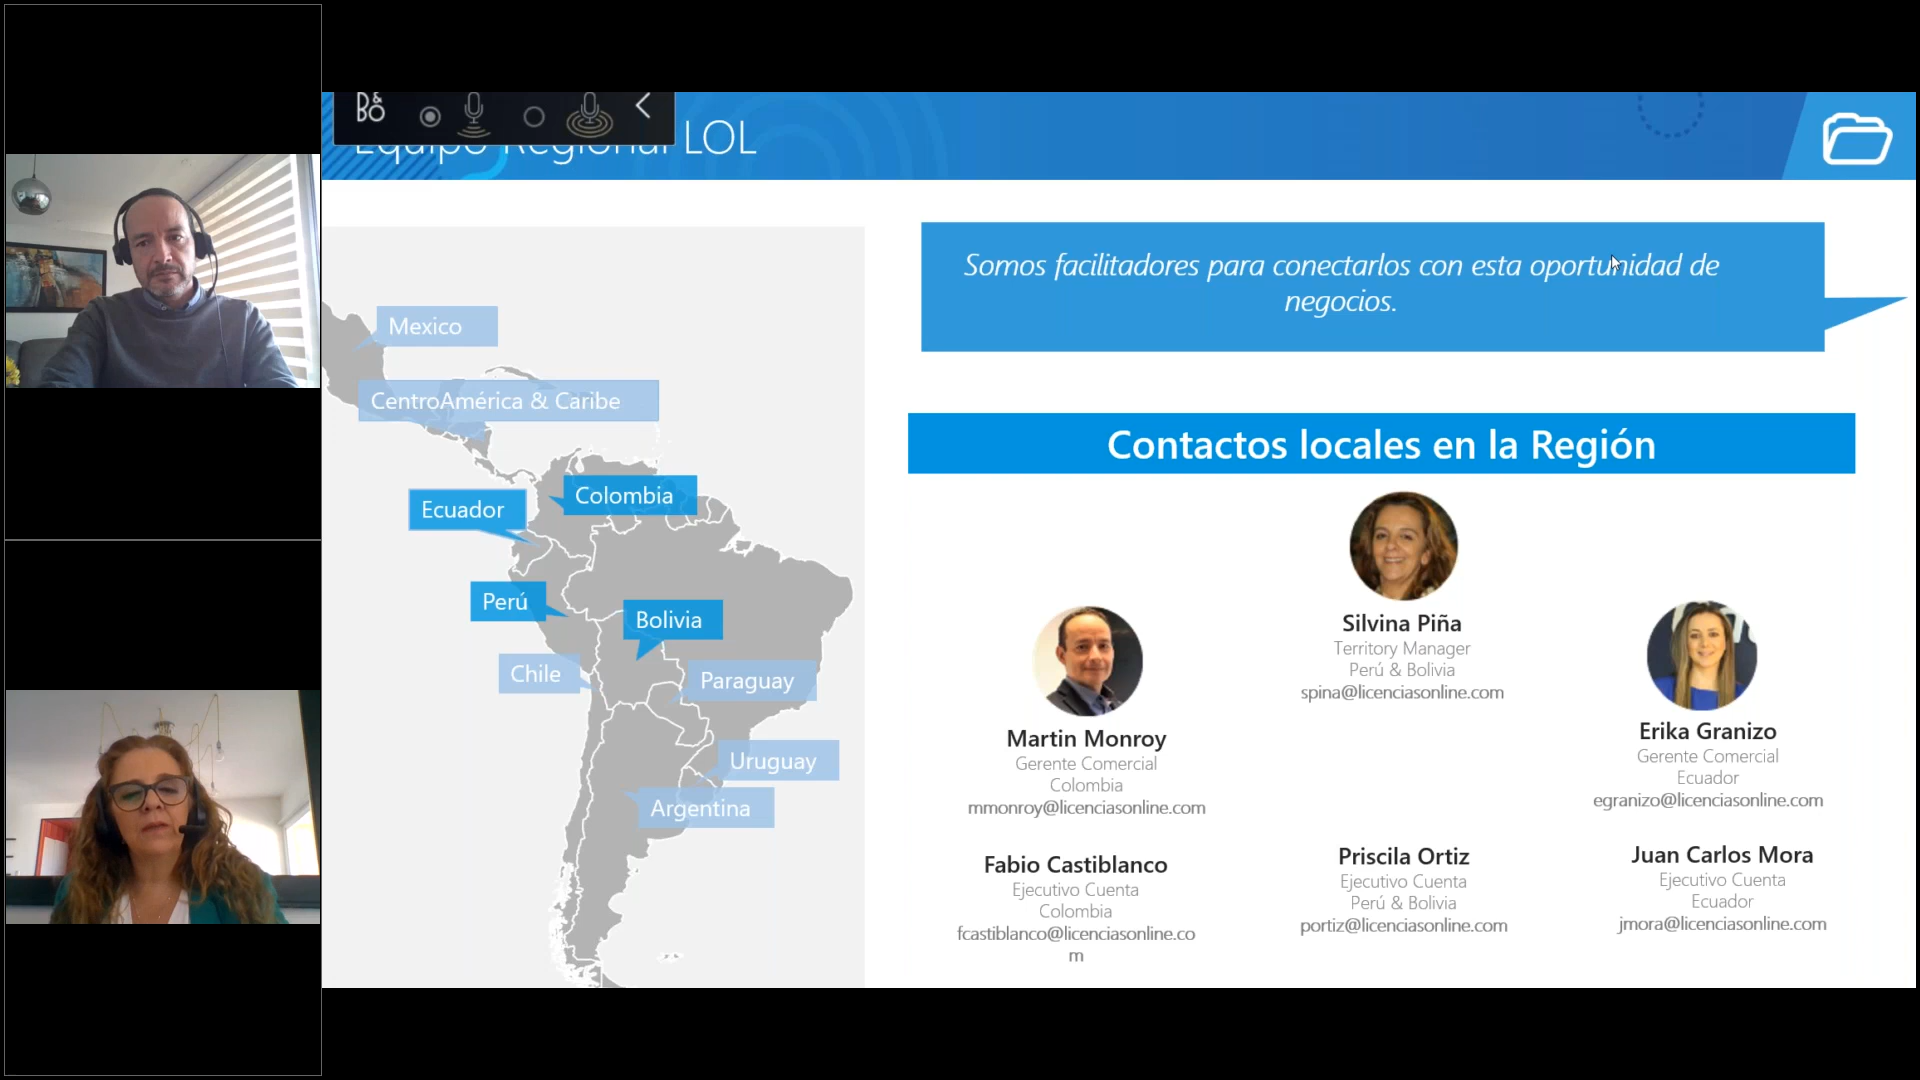 B&O
Equipo Regional LOL
Somos facilitadores para conectarlos con esta oportunidad de
negocios.
Mexico
CentroAmérica & Caribe
Colombia
Ecuador
Perú
Bolivia
Chile
Paraguay
Uruguay
Argentina
Contactos locales en la Región
Silvina Piña
Territory Manager
Perú & Bolivia
spina@licenciasonline.com
Martin Monroy
Gerente Comercial
Colombia
mmonroy@licenciasonline.com
Erika Granizo
Gerente Comercial
Ecuador
egranizo@licenciasonline.com
Fabio Castiblanco
Ejecutivo Cuenta
Colombia
fcastiblanco@licenciasonline.co
m
Priscila Ortiz
Ejecutivo Cuenta
Perú & Bolivia
portiz@licenciasonline.com
Juan Carlos Mora
Ejecutivo Cuenta
Ecuador
jmora@licenciasonline.com